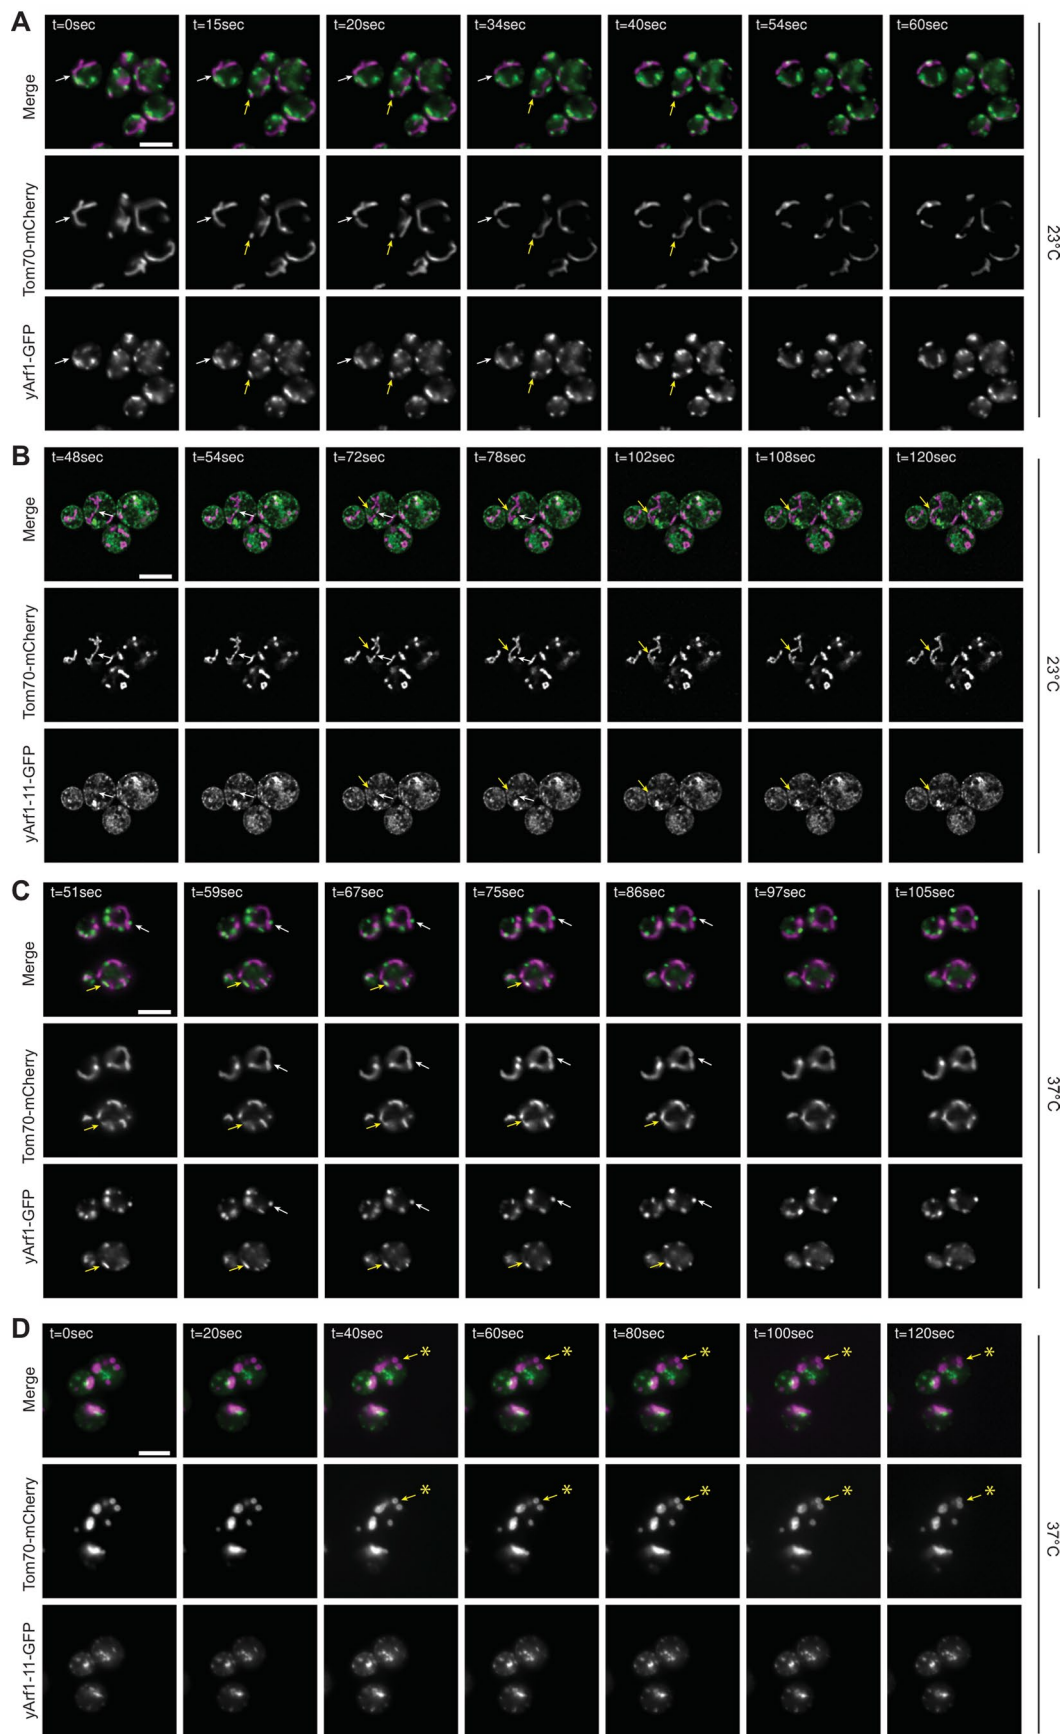 A
t=0sec t=15sec t=20sec t=34sec t=40sec t=54sec t=60sec
Merge
Tom70-mCherry
yArf1-GFP
23°C
B
t=48sec t=54sec t=72sec t=78sec t=102sec t=108sec t=120sec
Merge
Tom70-mCherry
yArf1-11-GFP
23°C
C
t=51sec t=59sec t=67sec t=75sec t=86sec t=97sec t=105sec
Merge
Tom70-mCherry
yArf1-GFP
37°C
D
t=0sec t=20sec t=40sec t=60sec t=80sec t=100sec t=120sec
* * * * *
Merge
* * * * *
Tom70-mCherry
yArf1-11-GFP
37°C